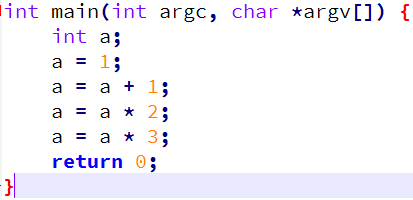 int main(int argc, char *argv[]) {
    int a;
    a = 1;
    a = a + 1;
    a = a * 2;
    a = a * 3;
    return 0;
}